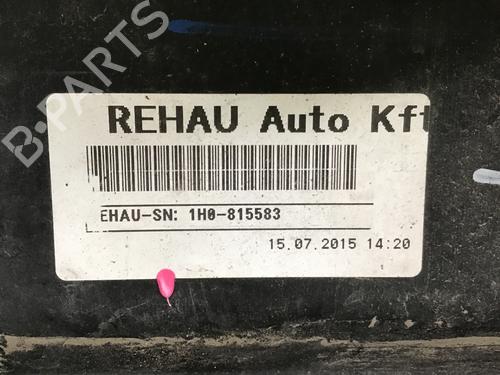 B-PARTS
REHAU Auto Kft
EHAU-SN: 1H0-815583
15.07.2015 14:20